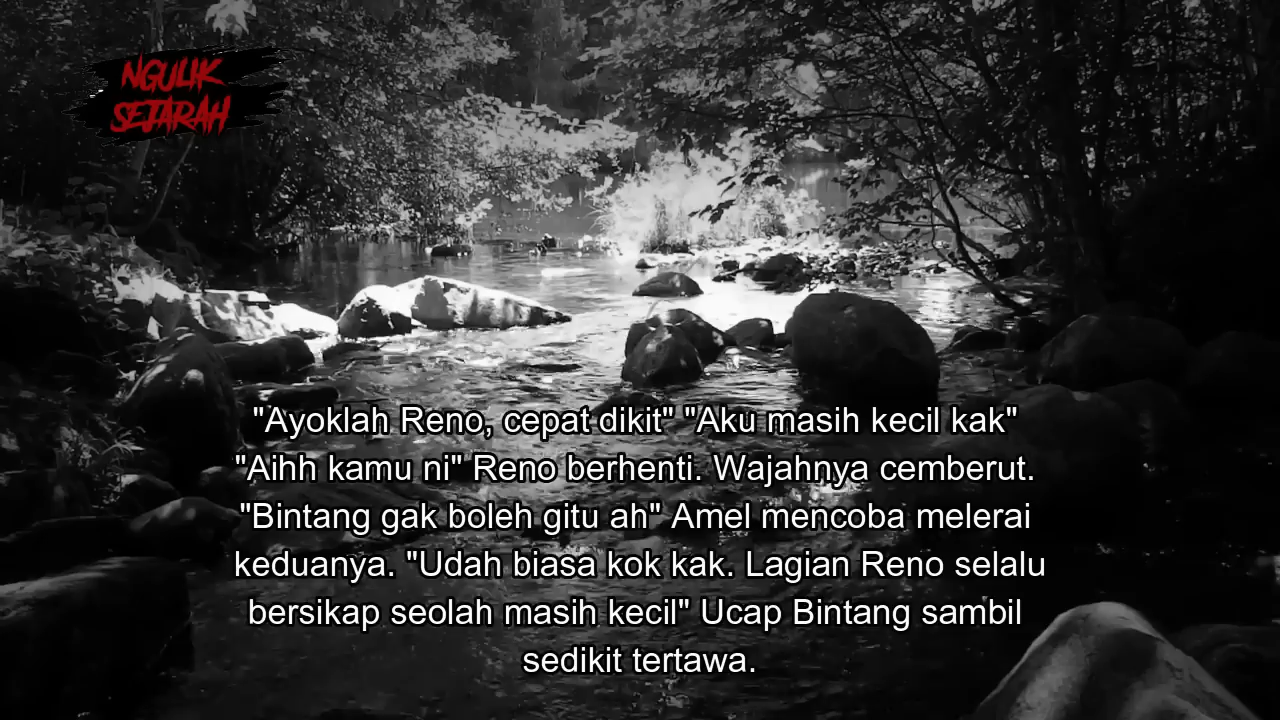 NGULIK
SEJARAH
"Ayoklah Reno, cepat dikit" "Aku masih kecil kak"
"Aihh kamu ni" Reno berhenti. Wajahnya cemberut.
"Bintang gak boleh gitu ah" Amel mencoba melerai
keduanya. "Udah biasa kok kak. Lagian Reno selalu
bersikap seolah masih kecil" Ucap Bintang sambil
sedikit tertawa.